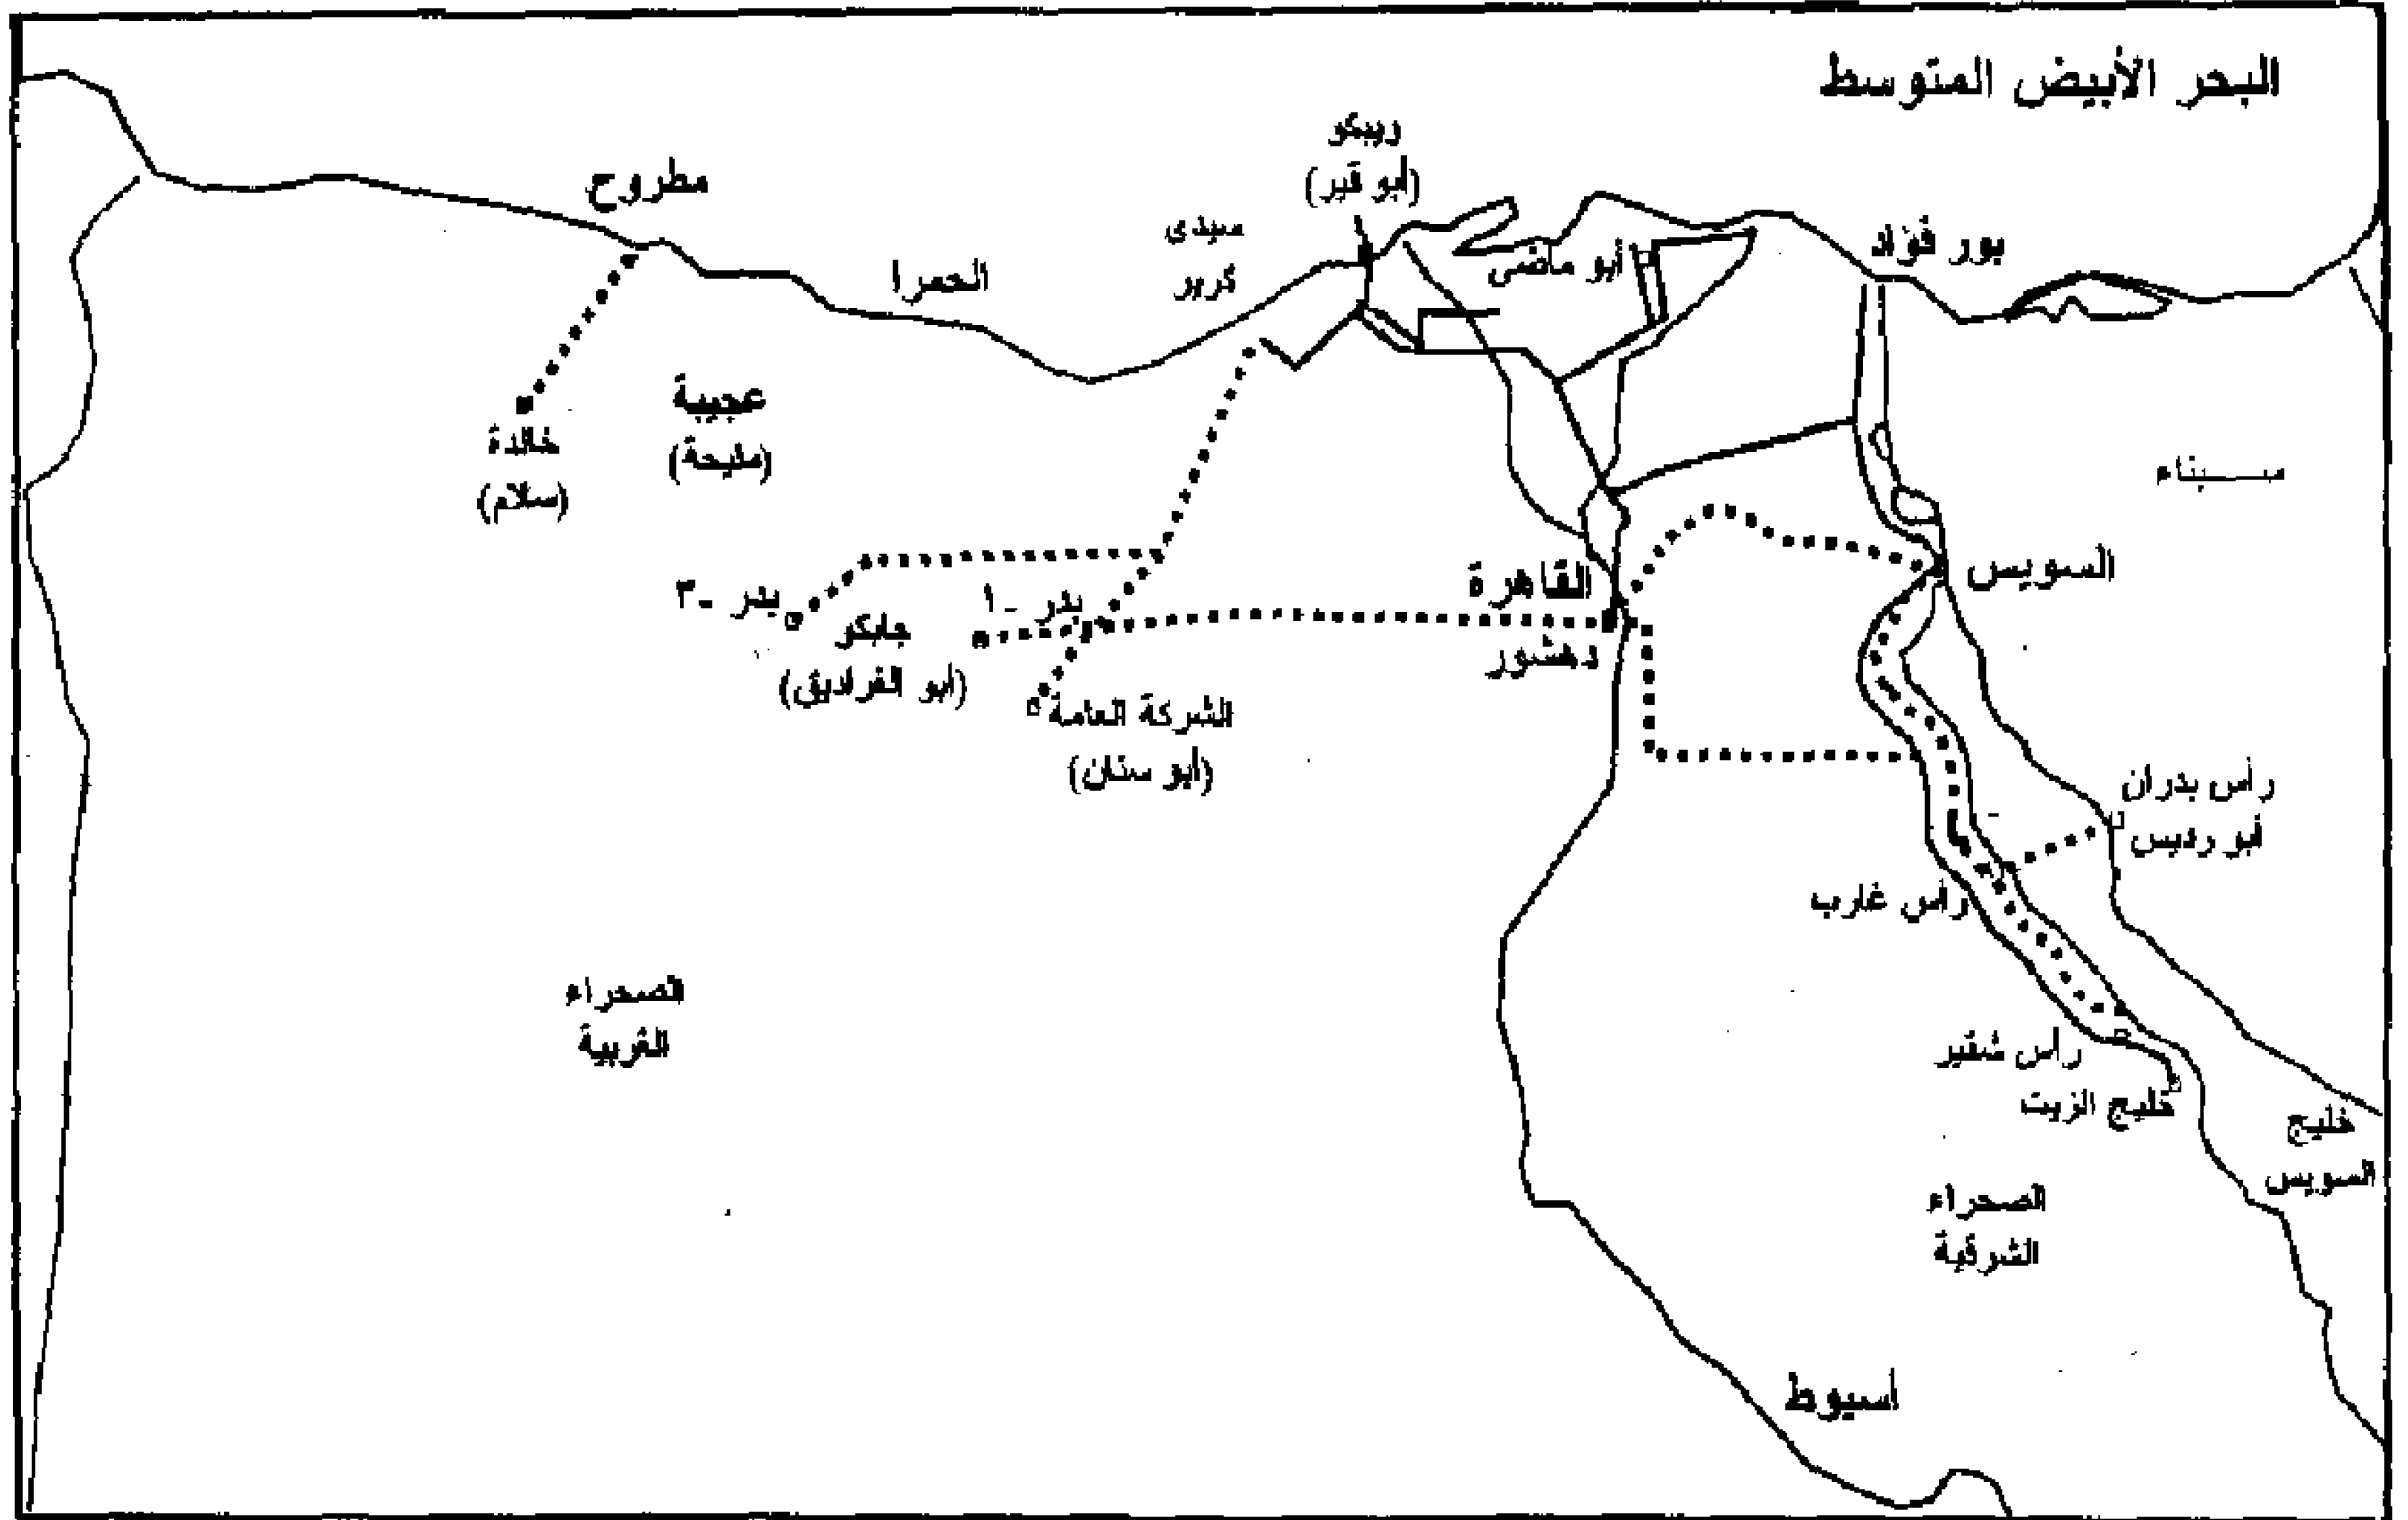 البحر الأبيض المتوسط
ريبكو
(أبو قير)
مطروح
سيدى
كرير
الحمرا
أبو ماضى
بور فؤاد
عجيبة
(مليحة)
خالدة
(سلام)
سيناء
السويس
القاهرة
دهشور
بدر -٣
بدر -١
جابكو
(أبو الغراديق)
الشركة العامة
(أبو سنان)
رأس بدران
أبو رديس
رأس غارب
الصحراء
الغربية
رأس شقير
خليج الزيت
خليج
السويس
الصحراء
الشرقية
أسيوط